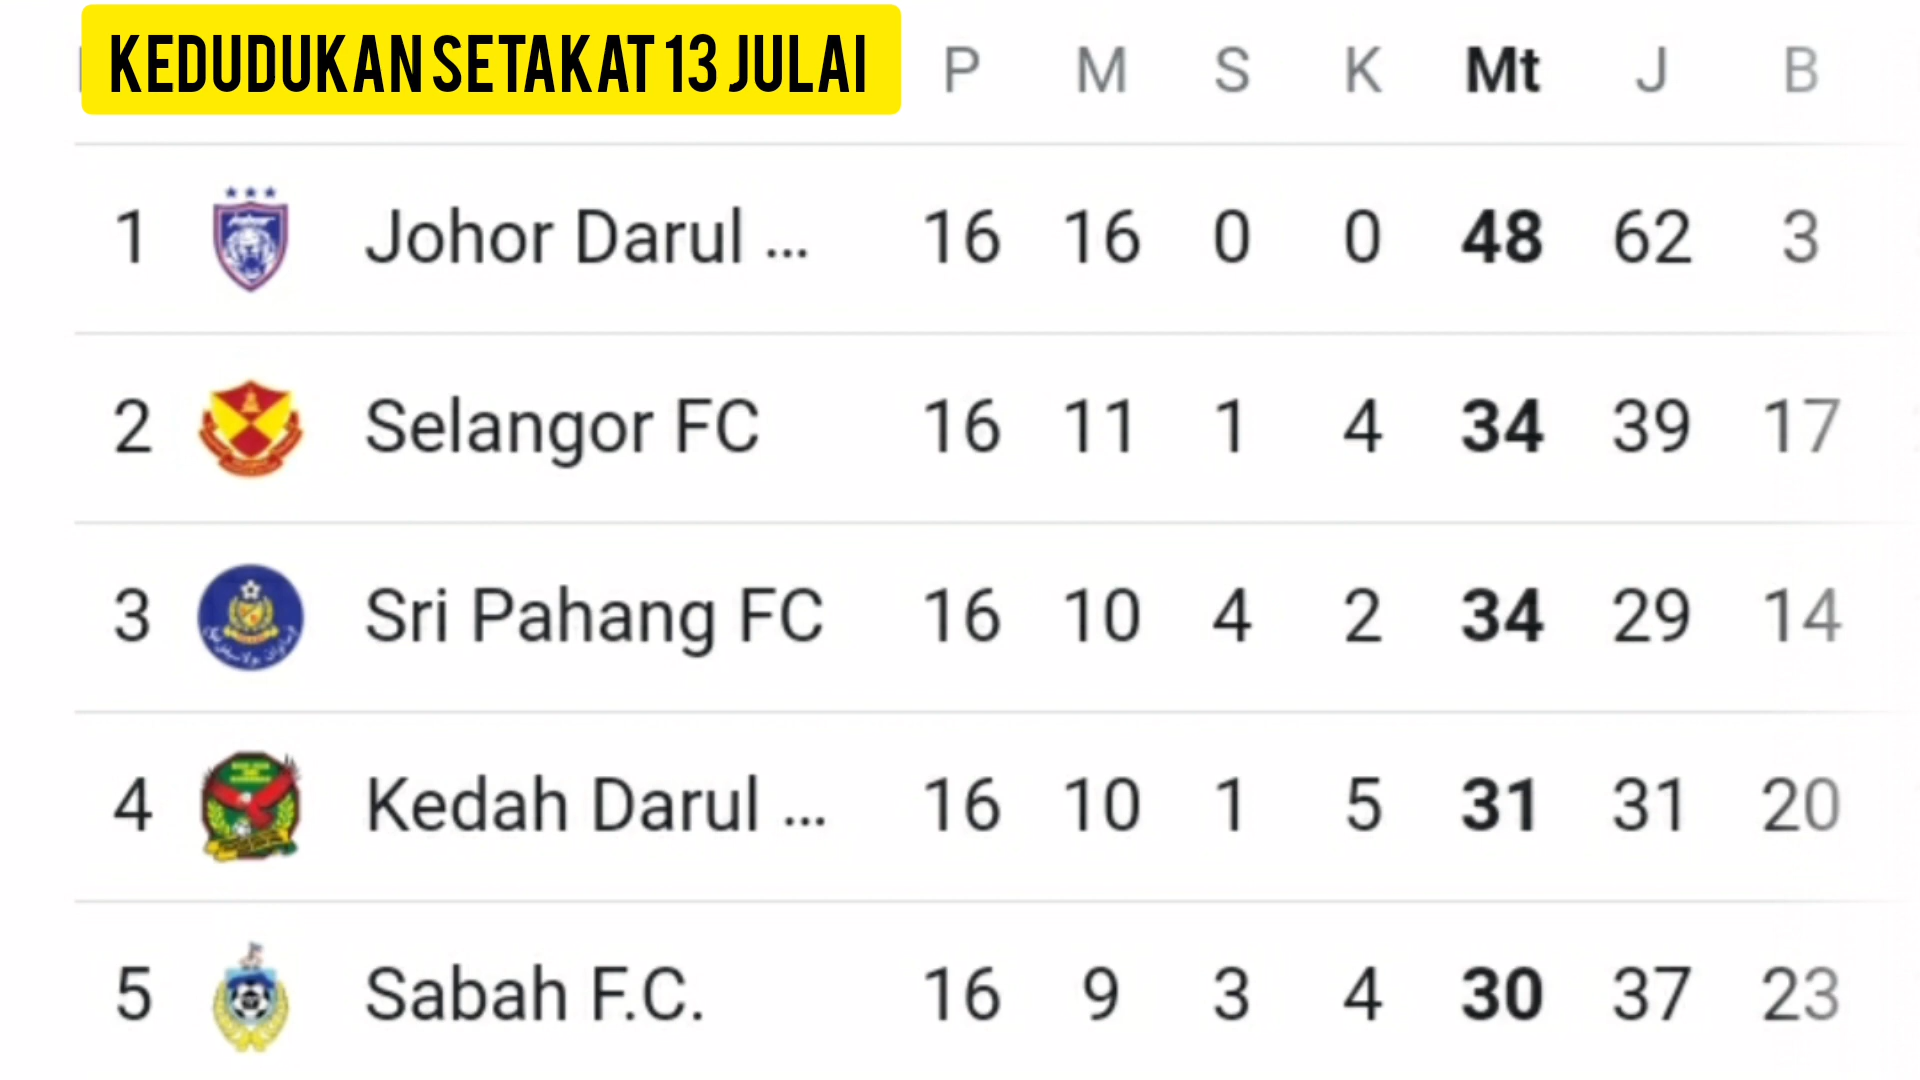 KEDUDUKAN SETAKAT 13 JULAI P M S K Mt J B
1 Johor Darul ... 16 16 0 0 48 62 3
2 Selangor FC 16 11 1 4 34 39 17
3 Sri Pahang FC 16 10 4 2 34 29 14
4 Kedah Darul ... 16 10 1 5 31 31 20
5 Sabah F.C. 16 9 3 4 30 37 23